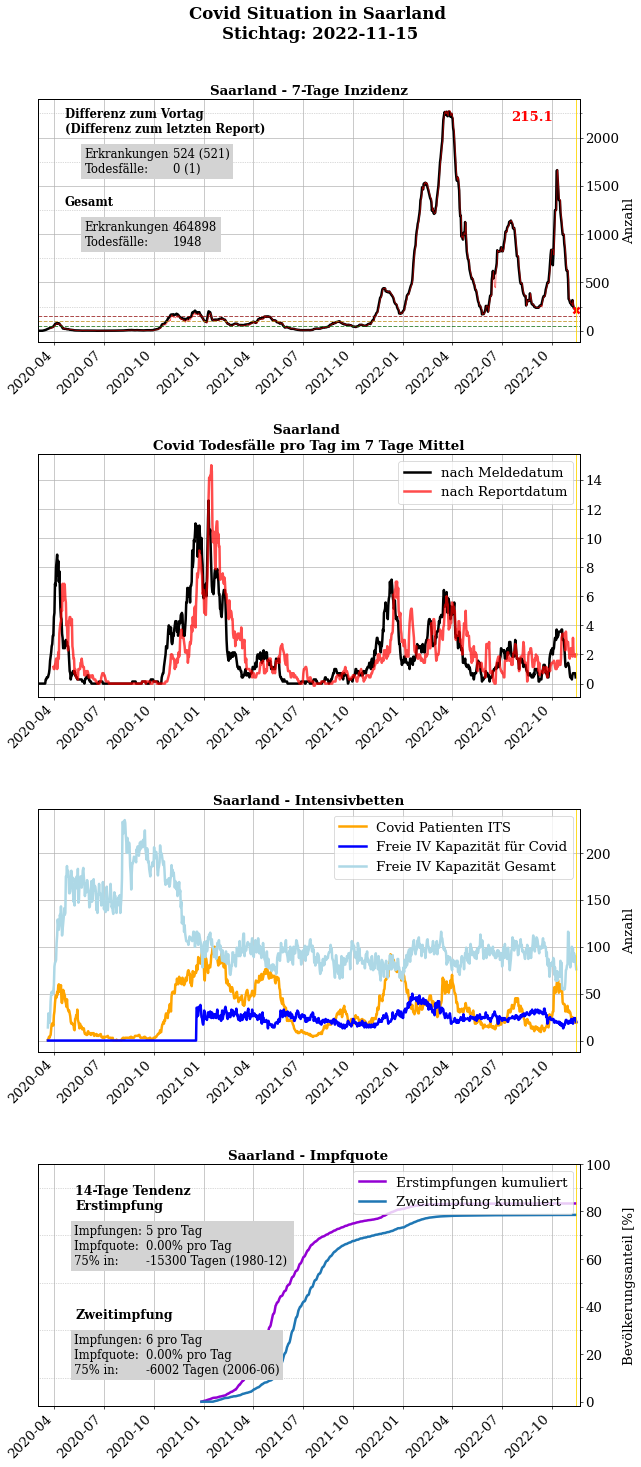 Covid Situation in Saarland
Stichtag: 2022-11-15
Saarland - 7-Tage Inzidenz
Differenz zum Vortag
(Differenz zum letzten Report)
Erkrankungen 524 (521)
Todesfälle: 0 (1)
Gesamt
Erkrankungen 464898
Todesfälle: 1948
215.1
2000
1500
1000
500
0
Anzahl
2020-04 2020-07 2020-10 2021-01 2021-04 2021-07 2021-10 2022-01 2022-04 2022-07 2022-10
Saarland
Covid Todesfälle pro Tag im 7 Tage Mittel
nach Meldedatum
nach Reportdatum
14
12
10
8
6
4
2
0
2020-04 2020-07 2020-10 2021-01 2021-04 2021-07 2021-10 2022-01 2022-04 2022-07 2022-10
Saarland - Intensivbetten
Covid Patienten ITS
Freie IV Kapazität für Covid
Freie IV Kapazität Gesamt
200
150
100
50
0
Anzahl
2020-04 2020-07 2020-10 2021-01 2021-04 2021-07 2021-10 2022-01 2022-04 2022-07 2022-10
Saarland - Impfquote
14-Tage Tendenz
Erstimpfung
Impfungen: 5 pro Tag
Impfquote: 0.00% pro Tag
75% in: -15300 Tagen (1980-12)
Zweitimpfung
Impfungen: 6 pro Tag
Impfquote: 0.00% pro Tag
75% in: -6002 Tagen (2006-06)
Erstimpfungen kumuliert
Zweitimpfung kumuliert
100
80
60
40
20
0
Bevölkerungsanteil [%]
2020-04 2020-07 2020-10 2021-01 2021-04 2021-07 2021-10 2022-01 2022-04 2022-07 2022-10